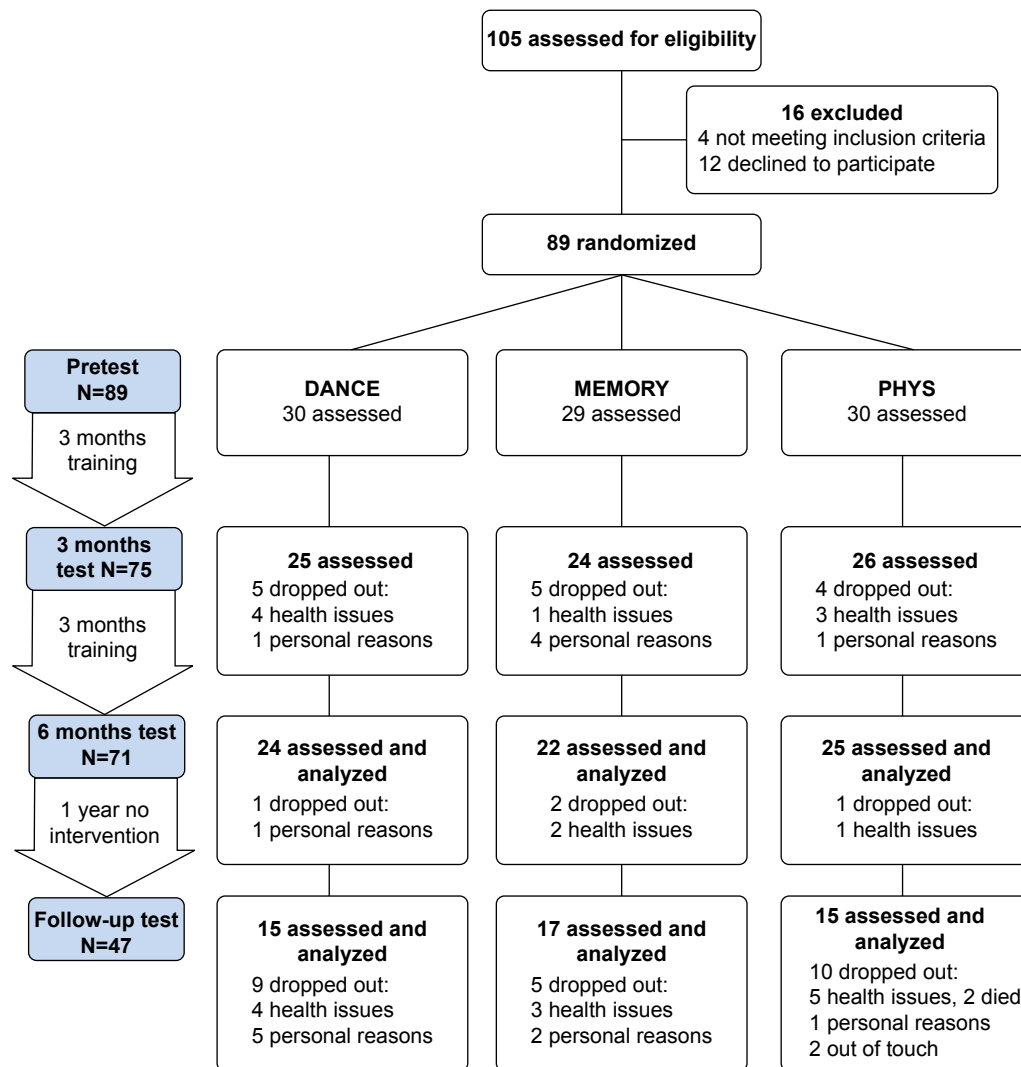 105 assessed for eligibility
16 excluded
4 not meeting inclusion criteria
12 declined to participate
89 randomized
Pretest
N=89
DANCE
30 assessed
MEMORY
29 assessed
PHYS
30 assessed
3 months
training
3 months
test N=75
25 assessed
5 dropped out:
4 health issues
1 personal reasons
24 assessed
5 dropped out:
1 health issues
4 personal reasons
26 assessed
4 dropped out:
3 health issues
1 personal reasons
3 months
training
6 months test
N=71
24 assessed and
analyzed
1 dropped out:
1 personal reasons
22 assessed and
analyzed
2 dropped out:
2 health issues
25 assessed and
analyzed
1 dropped out:
1 health issues
1 year no
intervention
Follow-up test
N=47
15 assessed and
analyzed
9 dropped out:
4 health issues
5 personal reasons
17 assessed and
analyzed
5 dropped out:
3 health issues
2 personal reasons
15 assessed and
analyzed
10 dropped out:
5 health issues, 2 died
1 personal reasons
2 out of touch